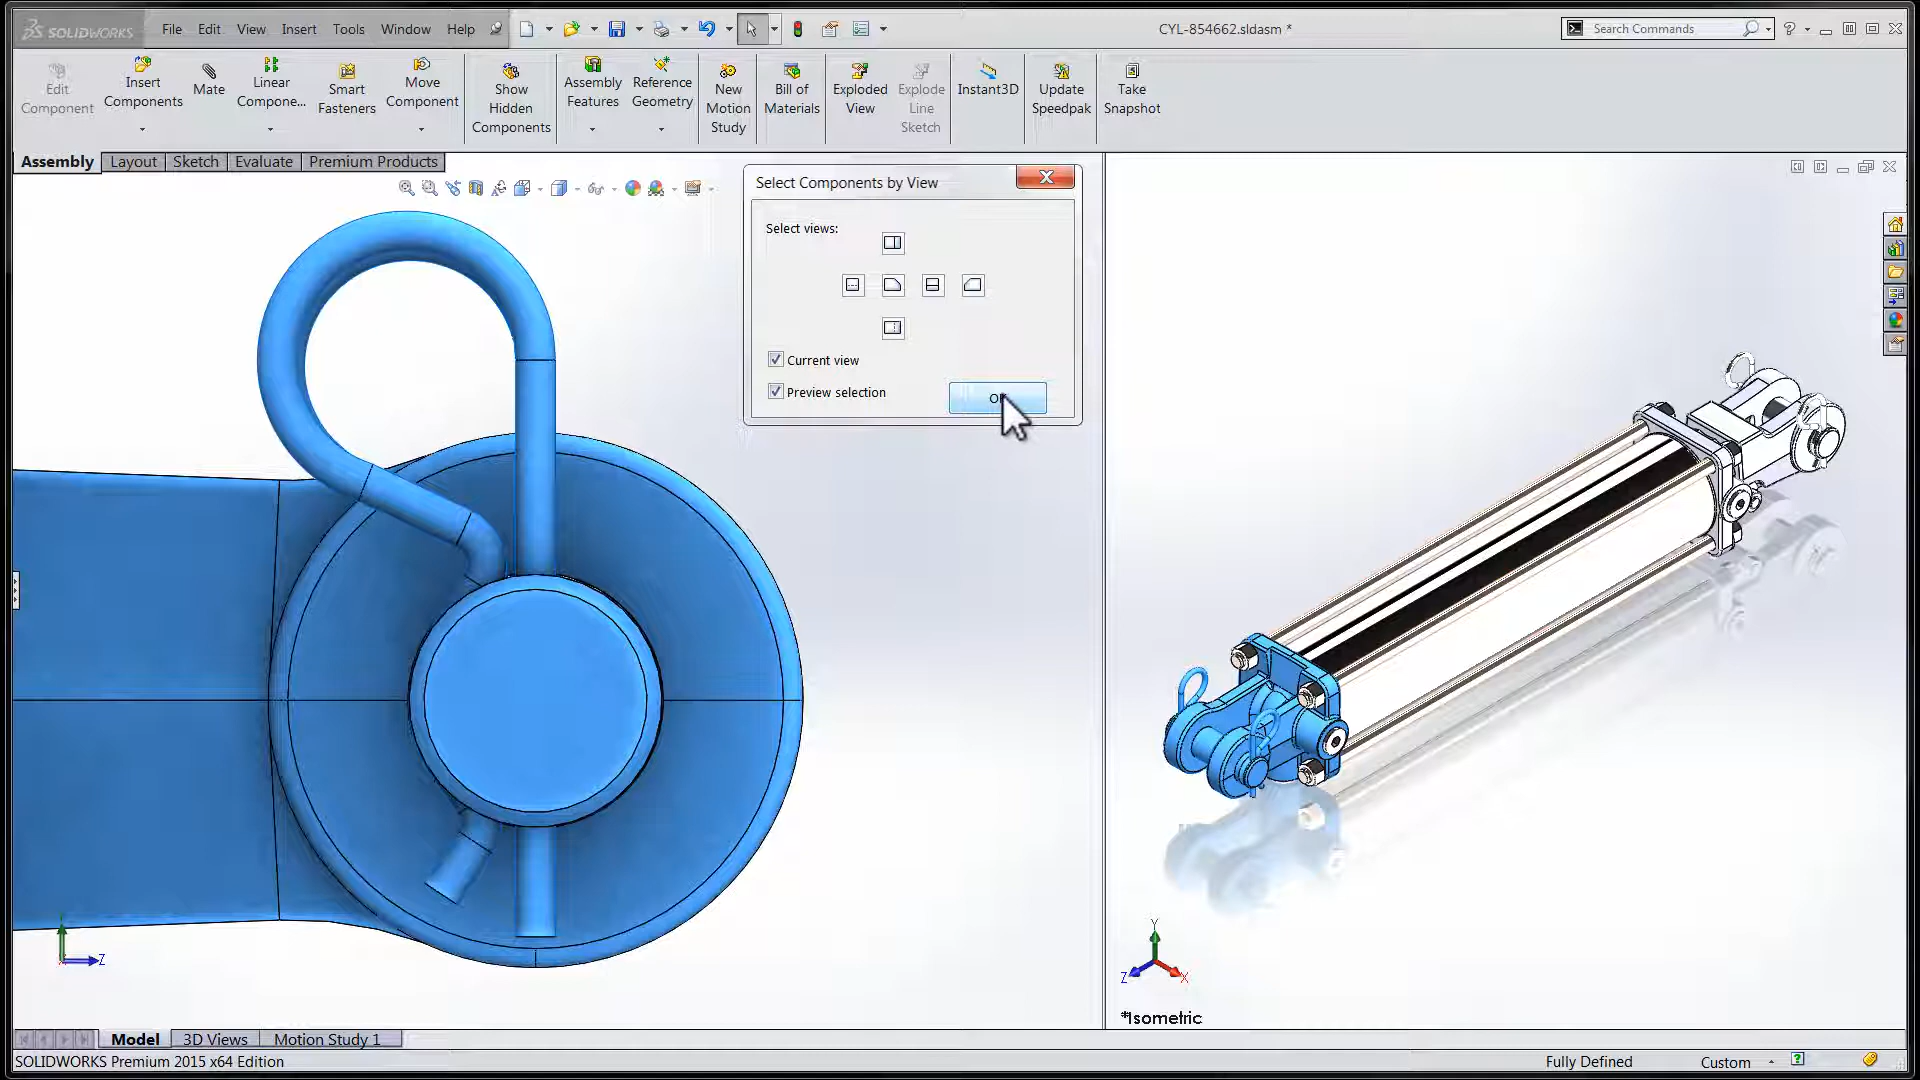 SOLIDWORKS File Edit View Insert Tools Window Help CYL-854662.sldasm * Search Commands
Edit Component
Insert Components
Mate
Linear Compone...
Smart Fasteners
Move Component
Show Hidden Components
Assembly Features
Reference Geometry
New Motion Study
Bill of Materials
Exploded View
Explode Line Sketch
Instant3D
Update Speedpak
Take Snapshot
Assembly Layout Sketch Evaluate Premium Products
Select Components by View
Select views:
Current view
Preview selection
Z
Y
Z X
*Isometric
Model 3D Views Motion Study 1
SOLIDWORKS Premium 2015 x64 Edition Fully Defined Custom